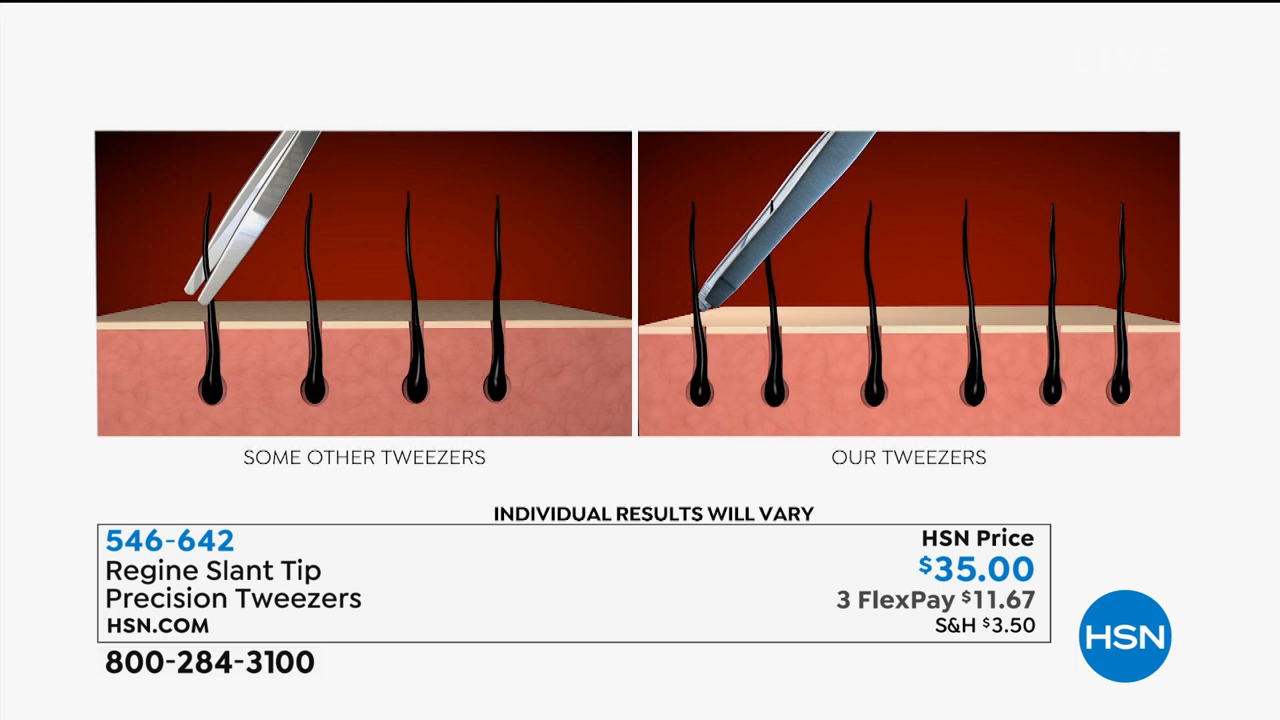 LIVE
SOME OTHER TWEEZERS
OUR TWEEZERS
INDIVIDUAL RESULTS WILL VARY
546-642
Regine Slant Tip
Precision Tweezers
HSN.COM
HSN Price
$35.00
3 FlexPay $11.67
S&H $3.50
800-284-3100
HSN